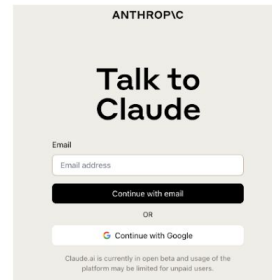 ANTHROP\C
Talk to
Claude
Email
Email address
Continue with email
OR
G Continue with Google
Claude.ai is currently in open beta and usage of the
platform may be limited for unpaid users.